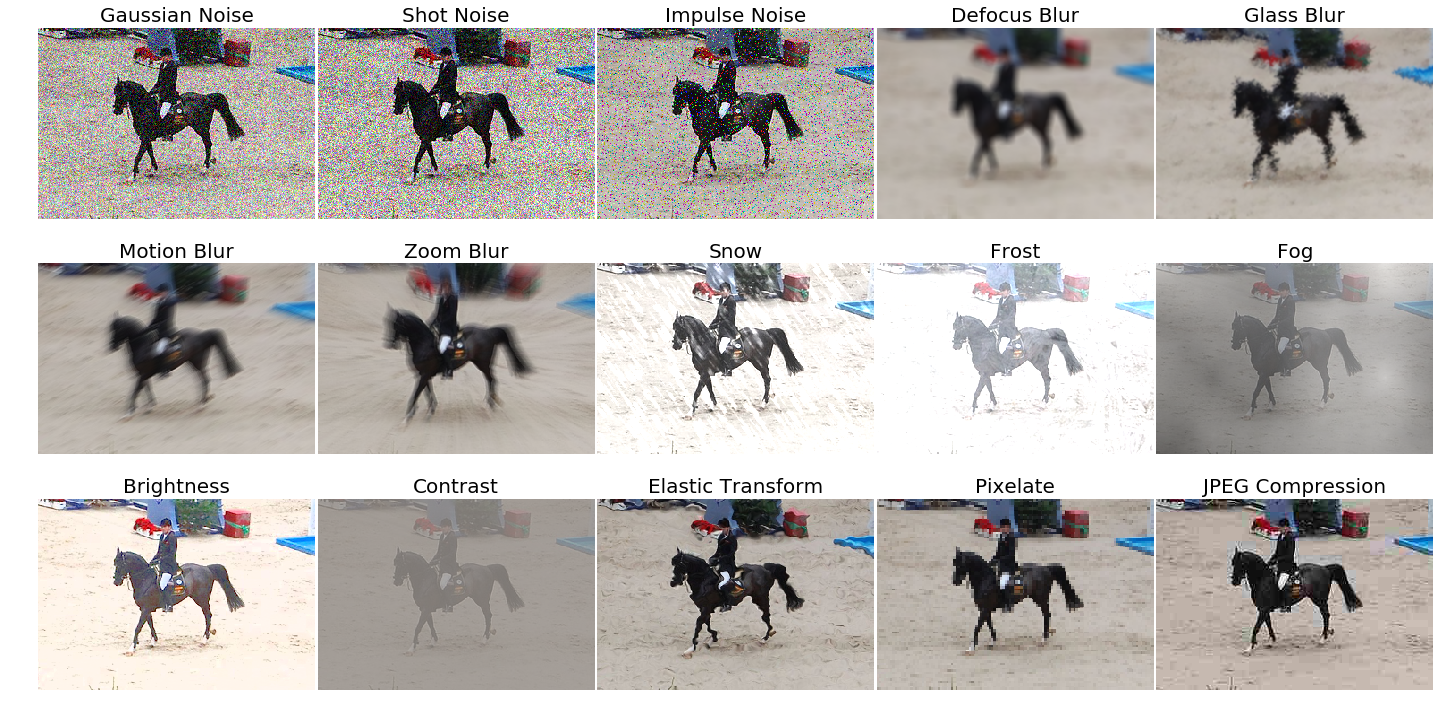 Gaussian Noise
Shot Noise
Impulse Noise
Defocus Blur
Glass Blur
Motion Blur
Zoom Blur
Snow
Frost
Fog
Brightness
Contrast
Elastic Transform
Pixelate
JPEG Compression